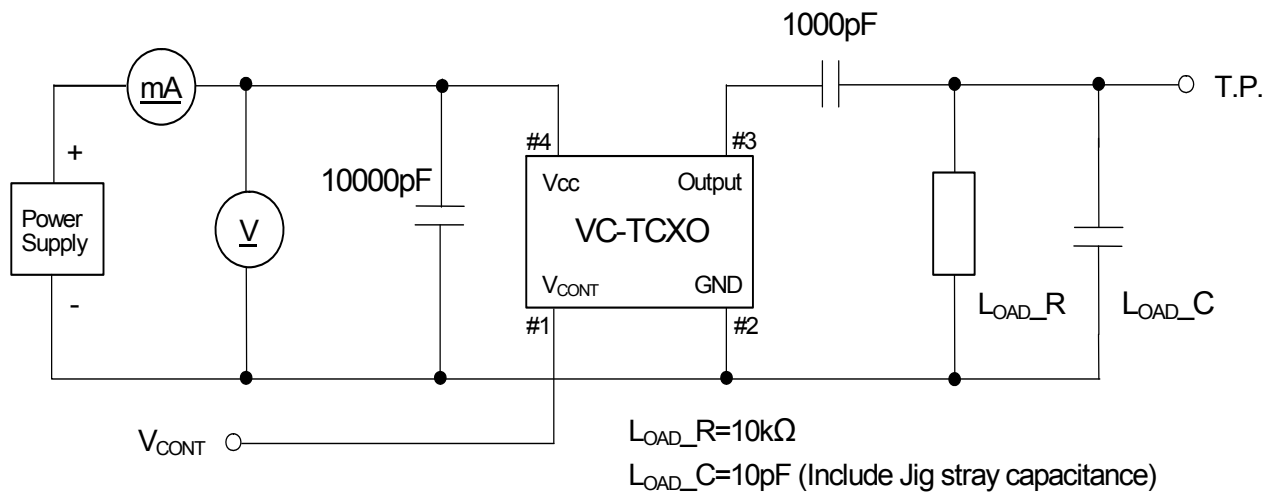 1000pF
mA
T.P.
#4
#3
+
10000pF
Vcc
Output
Power
Supply
V
VC-TCXO
-
VCONT
GND
#1
#2
LOAD_R
LOAD_C
VCONT
LOAD_R=10kΩ
LOAD_C=10pF (Include Jig stray capacitance)